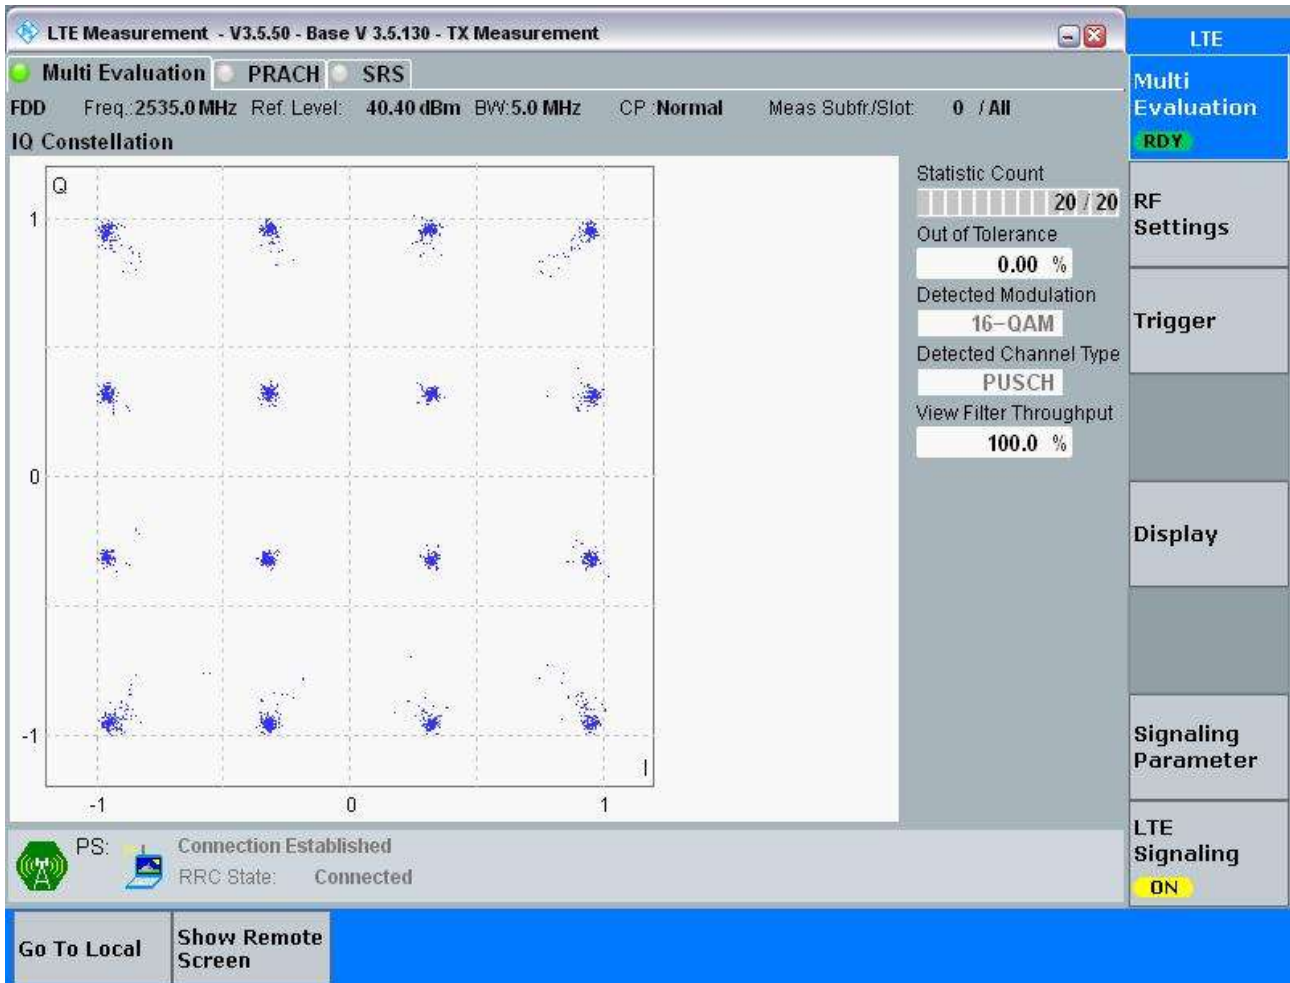 LTE Measurement - V3.5.50 - Base V 3.5.130 - TX Measurement
LTE
Multi Evaluation PRACH SRS
FDD Freq.:2535.0 MHz Ref. Level: 40.40 dBm BW:5.0 MHz CP :Normal Meas Subfr./Slot: 0 / All
IQ Constellation
Q
1
0
-1
I
-1 0 1
Statistic Count
20 / 20
Out of Tolerance
0.00 %
Detected Modulation
16-QAM
Detected Channel Type
PUSCH
View Filter Throughput
100.0 %
Multi
Evaluation
RDY
RF
Settings
Trigger
Display
Signaling
Parameter
LTE
Signaling
ON
PS: Connection Established
RRC State: Connected
Go To Local
Show Remote
Screen